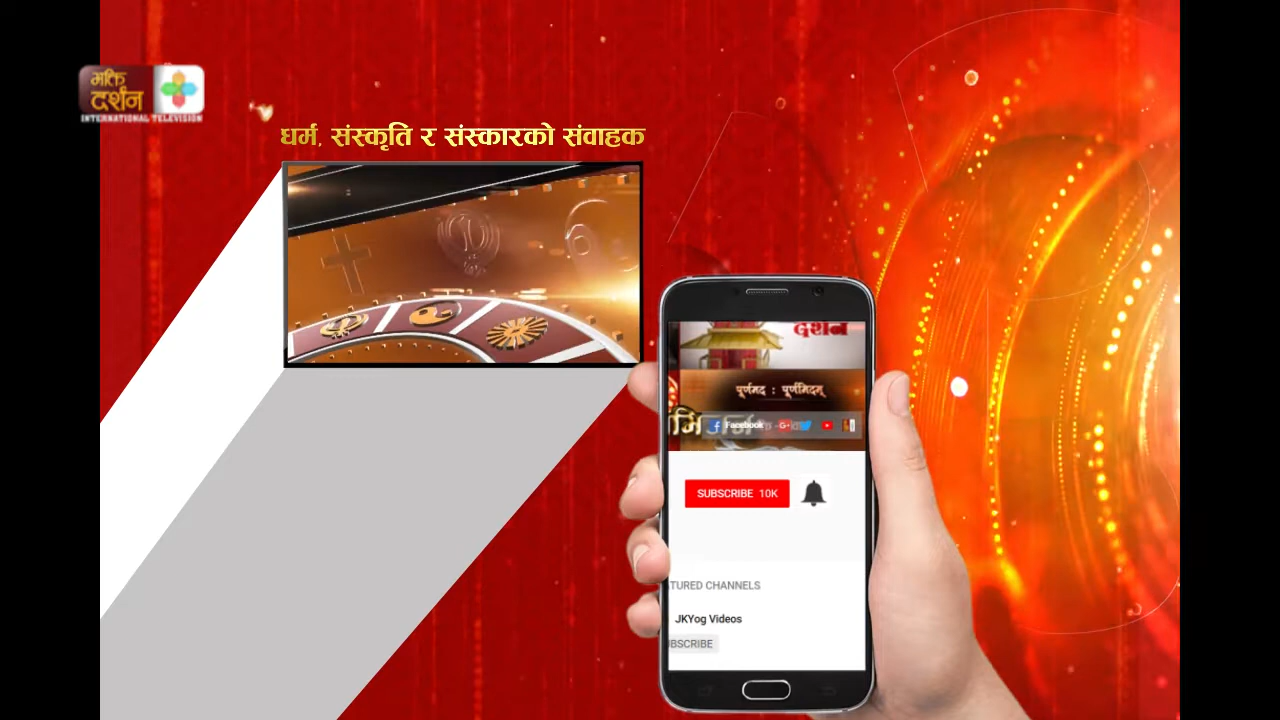 भक्ति
दर्शन
INTERNATIONAL TELEVISION
धर्म, संस्कृति र संस्कारको संवाहक
दर्शन
पूर्णमद : पूर्णमिदम्
Facebook
SUBSCRIBE 10K
TURED CHANNELS
JKYog Videos
BSCRIBE